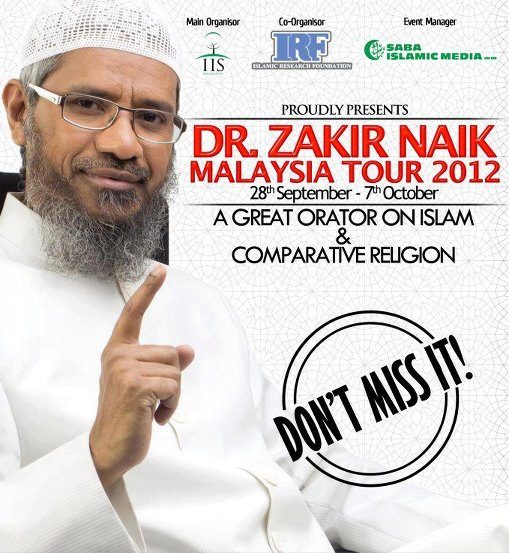 Main Organisor
Co-Organisor
Event Manager
IIS
IRF
ISLAMIC RESEARCH FOUNDATION
SABA
ISLAMIC MEDIA
PROUDLY PRESENTS
DR. ZAKIR NAIK
MALAYSIA TOUR 2012
28th September - 7th October
A GREAT ORATOR ON ISLAM
&
COMPARATIVE RELIGION
DON'T MISS IT!